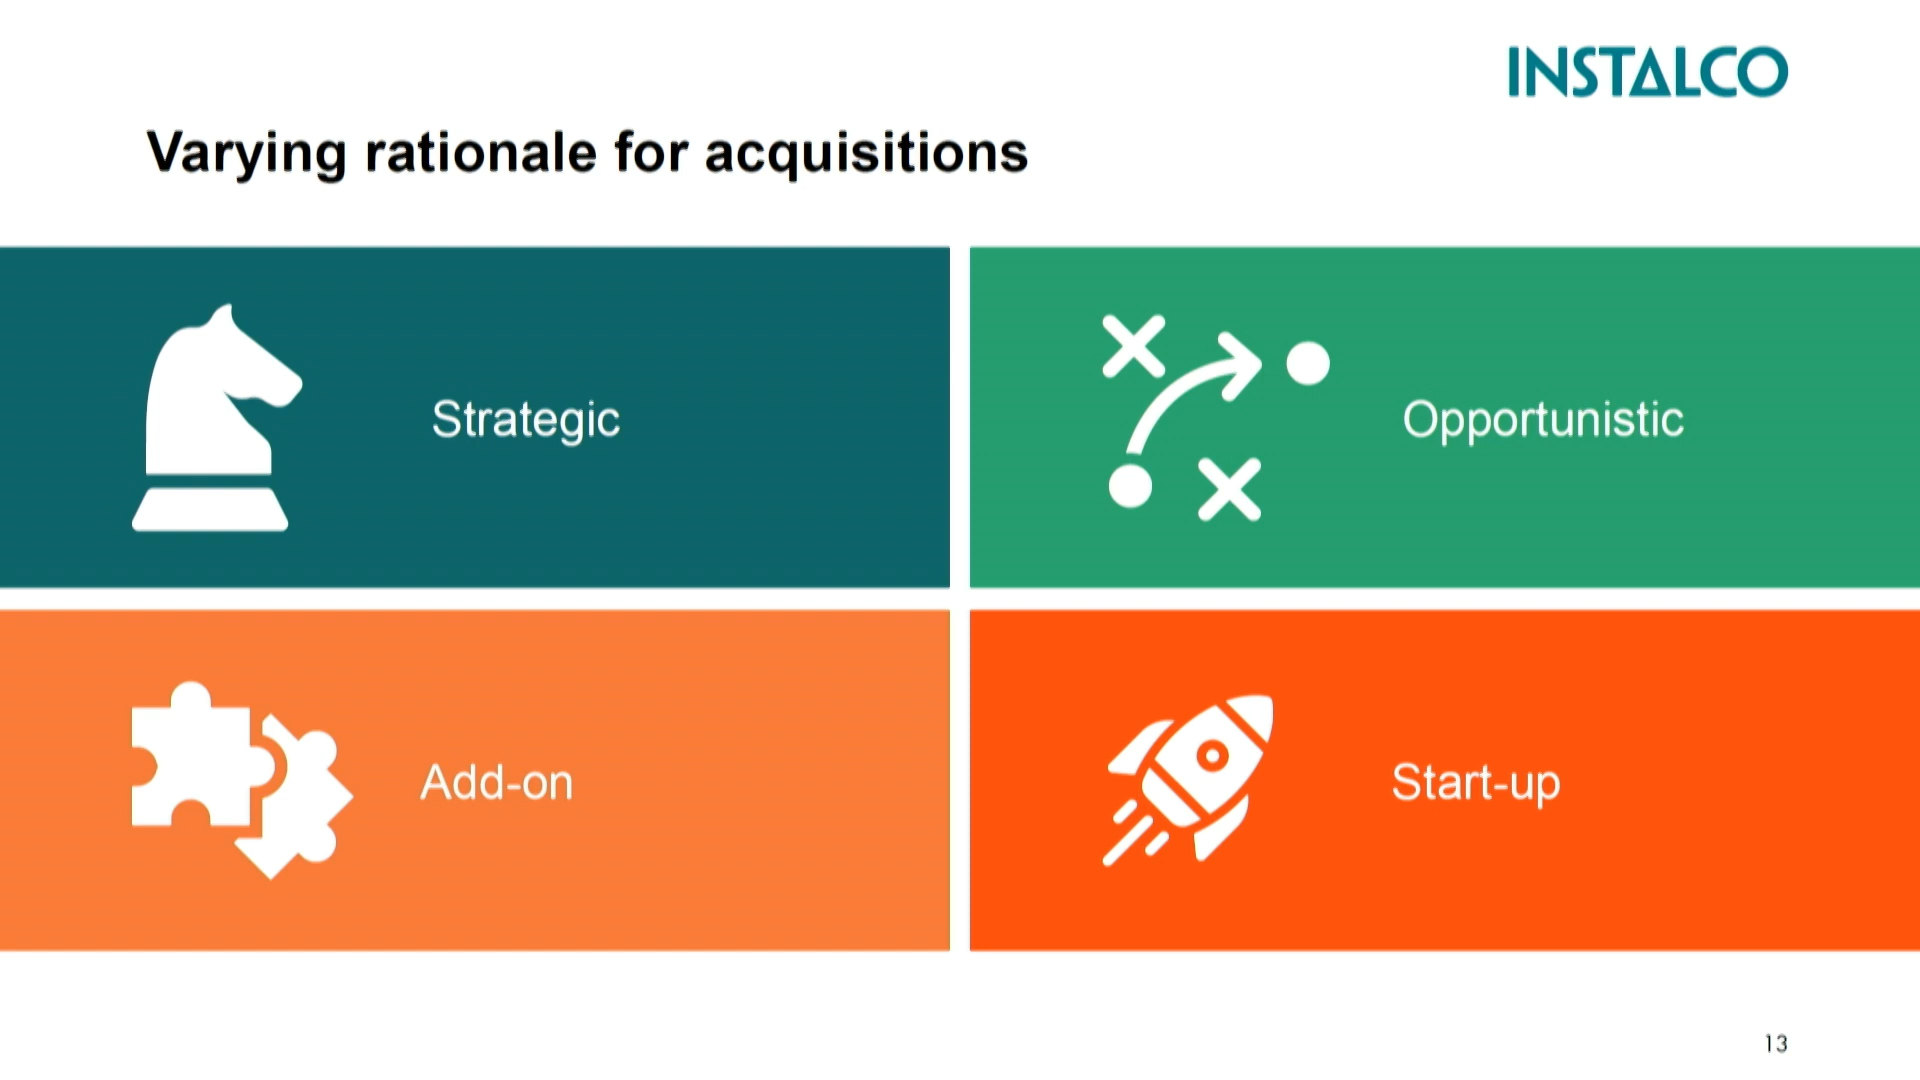 INSTALCO
Varying rationale for acquisitions
Strategic
Opportunistic
Add-on
Start-up
13